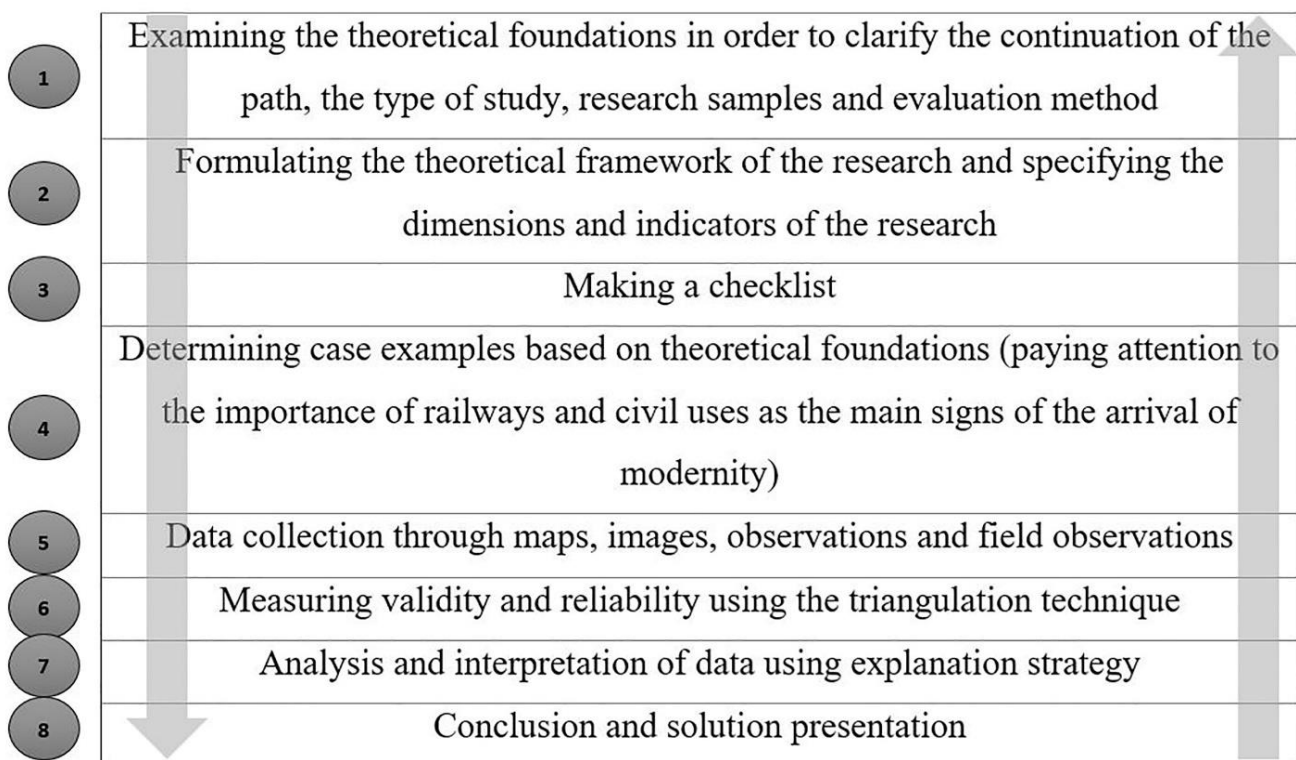 1
Examining the theoretical foundations in order to clarify the continuation of the
path, the type of study, research samples and evaluation method
2
Formulating the theoretical framework of the research and specifying the
dimensions and indicators of the research
3
Making a checklist
4
Determining case examples based on theoretical foundations (paying attention to
the importance of railways and civil uses as the main signs of the arrival of
modernity)
5
Data collection through maps, images, observations and field observations
6
Measuring validity and reliability using the triangulation technique
7
Analysis and interpretation of data using explanation strategy
8
Conclusion and solution presentation